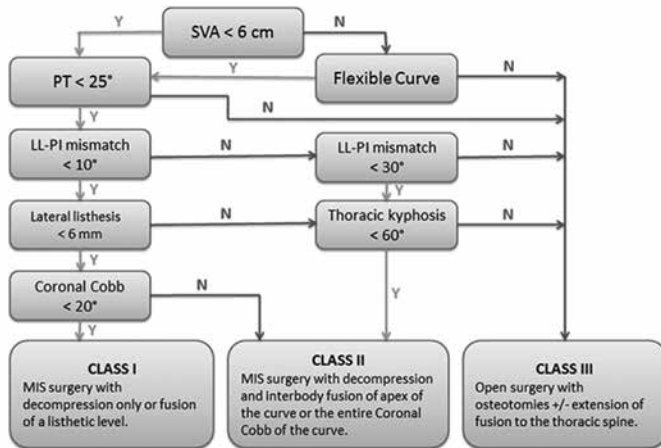 Y
SVA < 6 cm
N
PT < 25°
Y
Flexible Curve
N
N
Y
LL-PI mismatch
< 10°
N
LL-PI mismatch
< 30°
N
Y
Y
Lateral listhesis
< 6 mm
N
Thoracic kyphosis
< 60°
N
Y
Coronal Cobb
< 20°
N
Y
Y
CLASS I
MIS surgery with
decompression only or fusion
of a listhetic level.
CLASS II
MIS surgery with decompression
and Interbody fusion of apex of
the curve or the entire Coronal
Cobb of the curve.
CLASS III
Open surgery with
osteotomies +/- extension of
fusion to the thoracic spine.